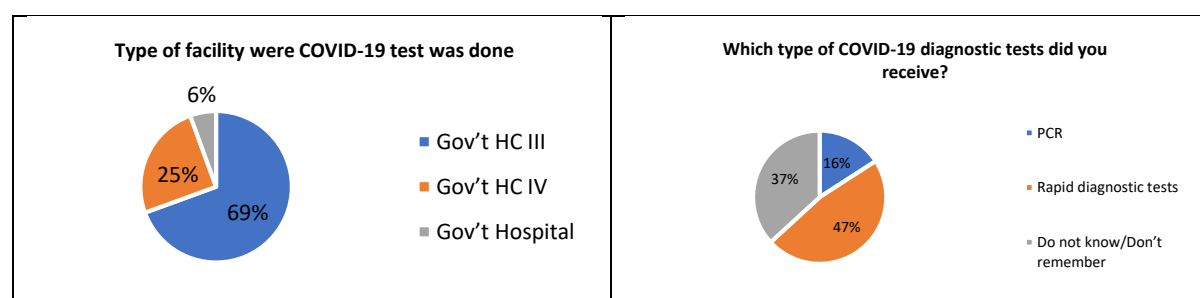 Type of facility were COVID-19 test was done
6%
25%
69%
Gov't HC III
Gov't HC IV
Gov't Hospital
Which type of COVID-19 diagnostic tests did you
receive?
16%
37%
47%
PCR
Rapid diagnostic tests
Do not know/Don't
remember